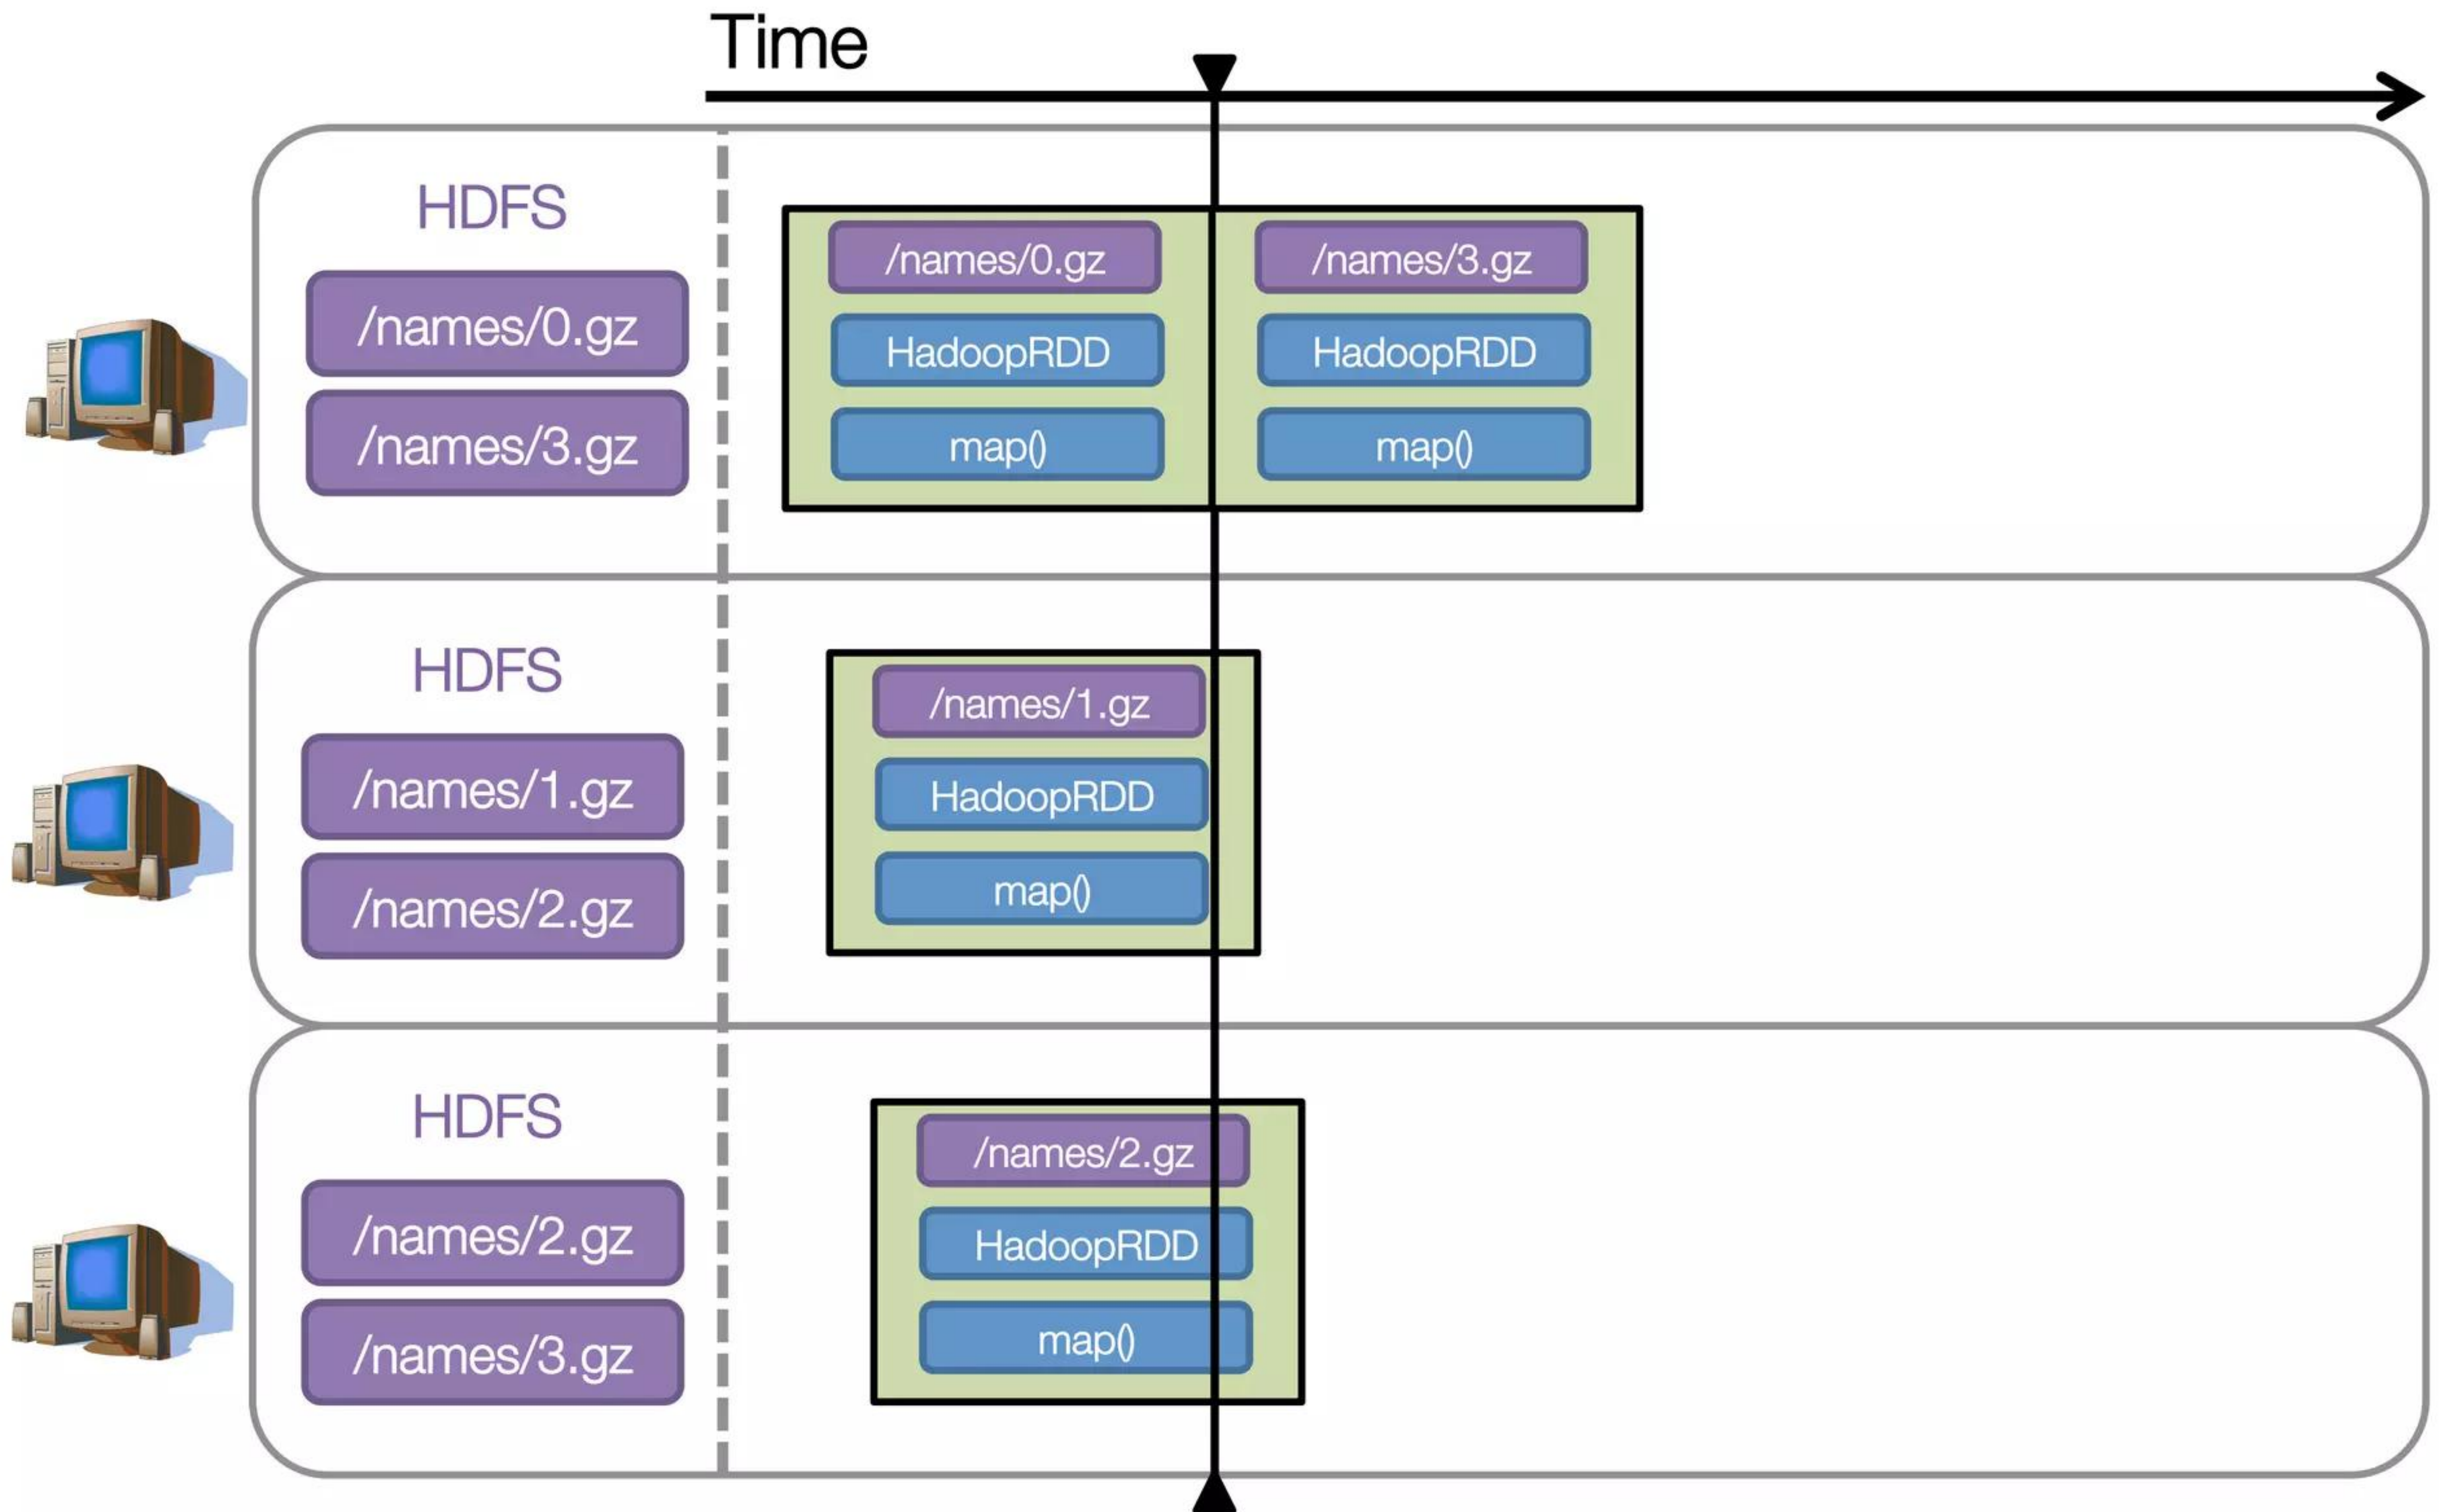 Time
HDFS
/names/0.gz
/names/3.gz
/names/0.gz
HadoopRDD
map()
/names/3.gz
HadoopRDD
map()
HDFS
/names/1.gz
/names/2.gz
/names/1.gz
HadoopRDD
map()
HDFS
/names/2.gz
/names/3.gz
/names/2.gz
HadoopRDD
map()